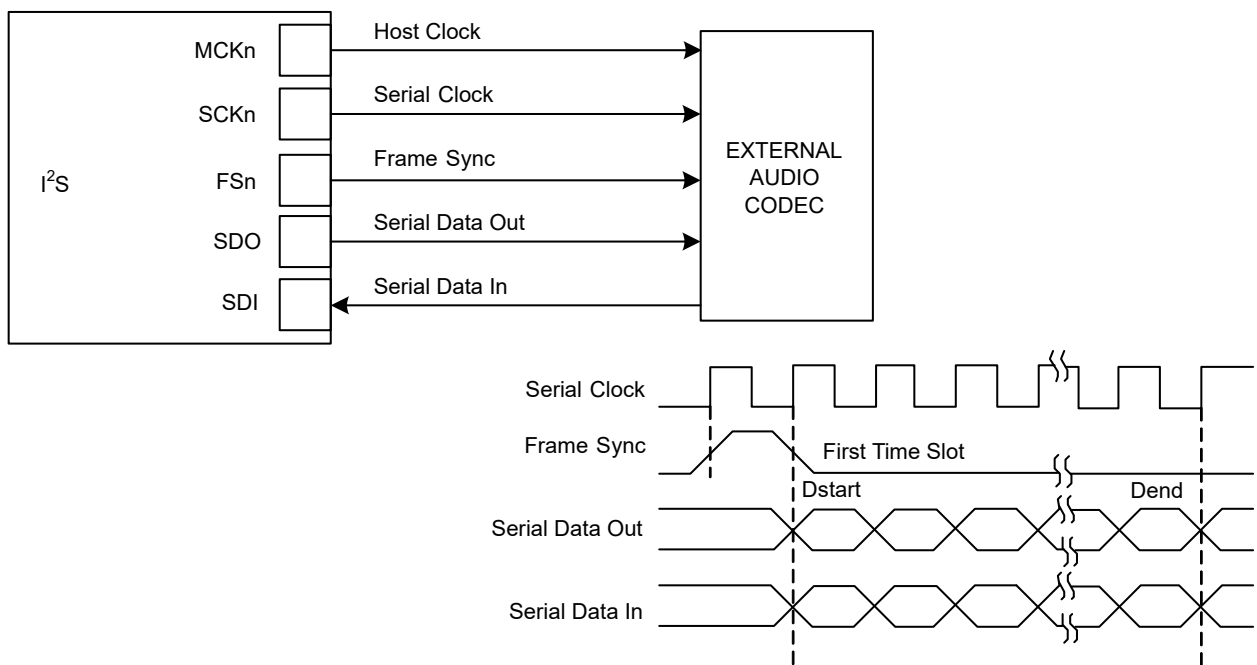 MCKn
Host Clock
SCKn
Serial Clock
I²S
FSn
Frame Sync
SDO
Serial Data Out
SDI
Serial Data In
EXTERNAL
AUDIO
CODEC
Serial Clock
Frame Sync
First Time Slot
Dstart
Dend
Serial Data Out
Serial Data In